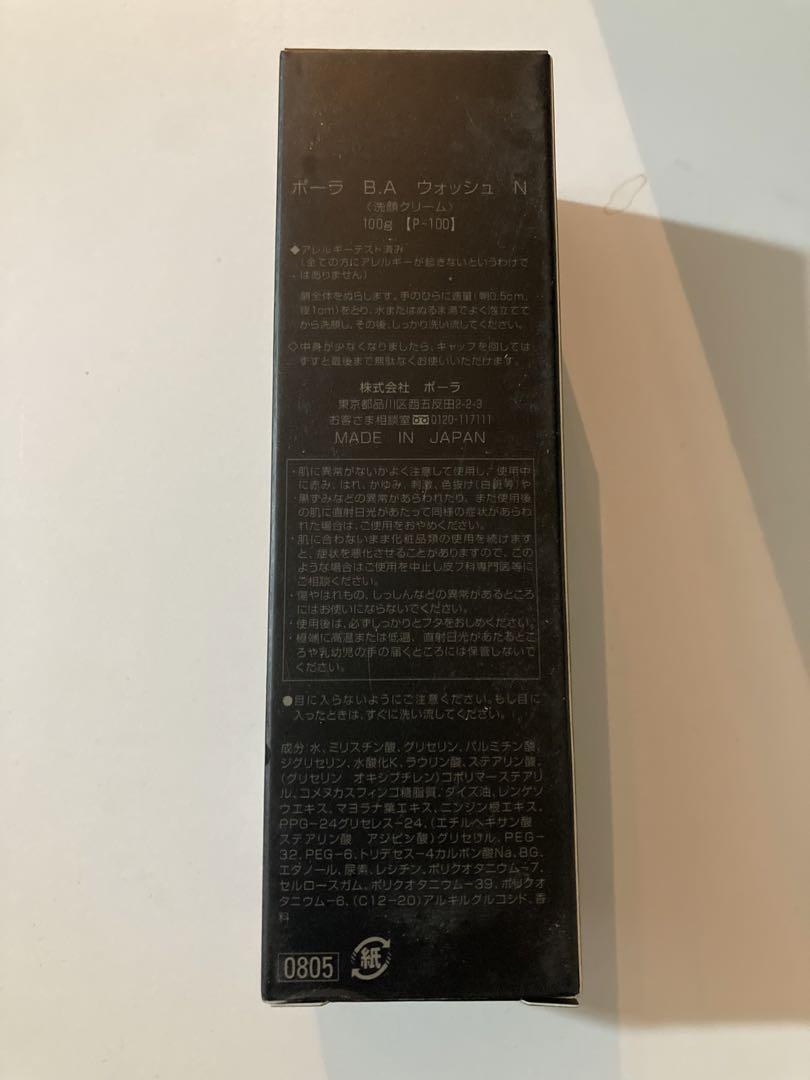 ポーラ B.A ウォッシュ N
〈洗顔クリーム〉
100g 【P-100】
◆アレルギーテスト済み
(全ての方にアレルギーが起きないというわけで
はありません)
顔全体をぬらします。手のひらに適量(朝0.5cm、
夜1cm)をとり、水またはぬるま湯でよく泡立てて
から洗顔し、その後、しっかり洗い流してください。
◇中身が少なくなりましたら、キャップを回しては
ずすと最後まで無駄なくお使いいただけます。
株式会社 ポーラ
東京都品川区西五反田2-2-3
お客さま相談室 0120-117111
MADE IN JAPAN
・肌に異常がないかよく注意して使用し、使用中
に赤み、はれ、かゆみ、刺激、色抜け(白斑等)や
黒ずみなどの異常があらわれたり、また使用後
の肌に直射日光があたって同様の症状があらわ
れた場合は、ご使用をおやめください。
・肌に合わないまま化粧品類の使用を続けます
と、症状を悪化させることがありますので、この
ような場合はご使用を中止し皮フ科専門医等に
ご相談ください。
・傷やはれもの、しっしんなどの異常があるところ
にはお使いにならないでください。
・使用後は、必ずしっかりとフタをおしめください。
・極端に高温または低温、直射日光があたるとこ
ろや乳幼児の手の届くところには保管しないで
ください。
●目に入らないようにご注意ください。もし目に
入ったときは、すぐに洗い流してください。
成分:水、ミリスチン酸、グリセリン、パルミチン酸、
ジグリセリン、水酸化K、ラウリン酸、ステアリン酸、
(グリセリン オキシブチレン)コポリマーステアリ
ル、コメヌカスフィンゴ糖脂質、ダイズ油、レンゲソ
ウエキス、マヨラナ葉エキス、ニンジン根エキス、
PPG-24グリセレス-24、(エチルヘキサン酸
ステアリン酸 アジピン酸)グリセリル、PEG-
32、PEG-6、トリデセス-4カルボン酸Na、BG、
エタノール、尿素、レシチン、ポリクオタニウム-7、
セルロースガム、ポリクオタニウム-39、ポリクオ
タニウム-6、(C12-20)アルキルグルコシド、香
料
0805 紙